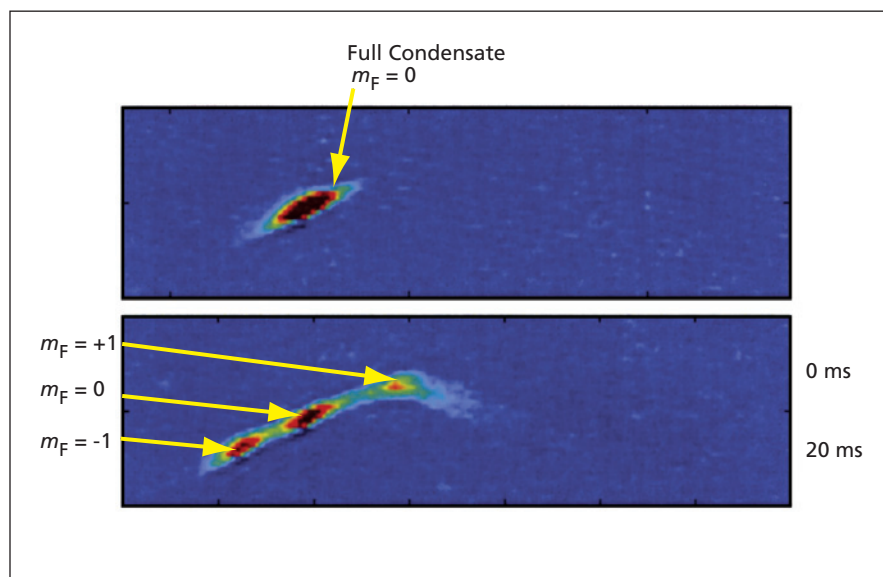 Full Condensate
mF = 0
mF = +1
mF = 0
mF = -1
0 ms
20 ms